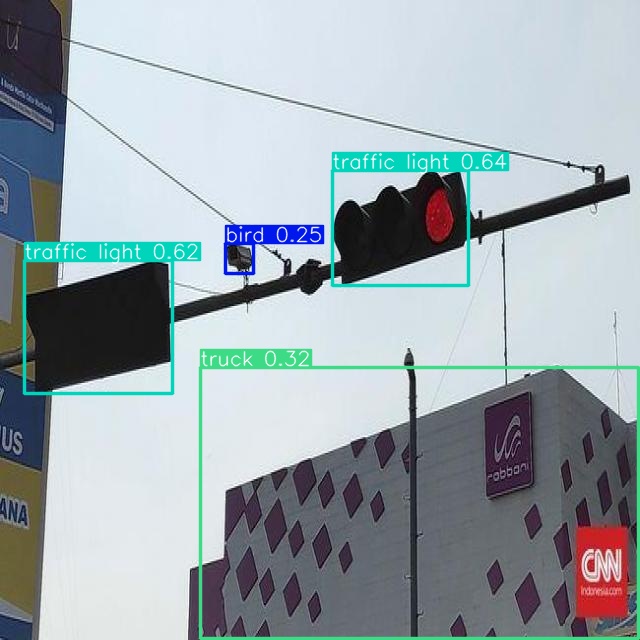 traffic light 0.64
bird 0.25
traffic light 0.62
truck 0.32
rabbani
US
ANA
CNN
Indonesia.com